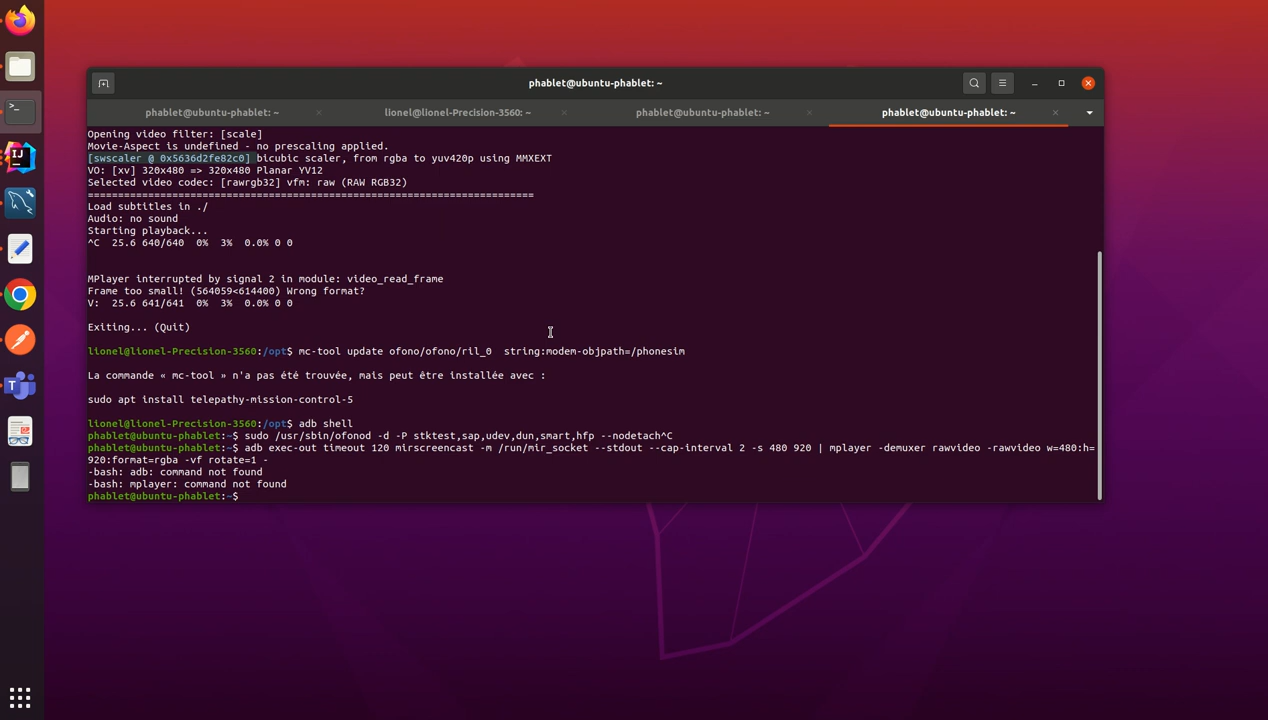 phablet@ubuntu-phablet: ~
phablet@ubuntu-phablet: ~
lionel@lionel-Precision-3560: ~
phablet@ubuntu-phablet: ~
phablet@ubuntu-phablet: ~
Opening video filter: [scale]
Movie-Aspect is undefined - no prescaling applied.
[swscaler @ 0x5636d2fe82c0] bicubic scaler, from rgba to yuv420p using MMXEXT
VO: [xv] 320x480 => 320x480 Planar YV12
Selected video codec: [rawrgb32] vfm: raw (RAW RGB32)
==========================================================================
Load subtitles in ./
Audio: no sound
Starting playback...
^C  25.6 640/640  0%  3%  0.0% 0 0
MPlayer interrupted by signal 2 in module: video_read_frame
Frame too small! (564059<614400) Wrong format?
V:  25.6 641/641  0%  3%  0.0% 0 0
Exiting... (Quit)
lionel@lionel-Precision-3560:/opt$ mc-tool update ofono/ofono/ril_0  string:modem-objpath=/phonesim
La commande « mc-tool » n'a pas été trouvée, mais peut être installée avec :
sudo apt install telepathy-mission-control-5
lionel@lionel-Precision-3560:/opt$ adb shell
phablet@ubuntu-phablet:~$ sudo /usr/sbin/ofonod -d -P stktest,sap,udev,dun,smart,hfp --nodetach^C
phablet@ubuntu-phablet:~$ adb exec-out timeout 120 mirscreencast -m /run/mir_socket --stdout --cap-interval 2 -s 480 920 | mplayer -demuxer rawvideo -rawvideo w=480:h=
920:format=rgba -vf rotate=1 -
-bash: adb: command not found
-bash: mplayer: command not found
phablet@ubuntu-phablet:~$